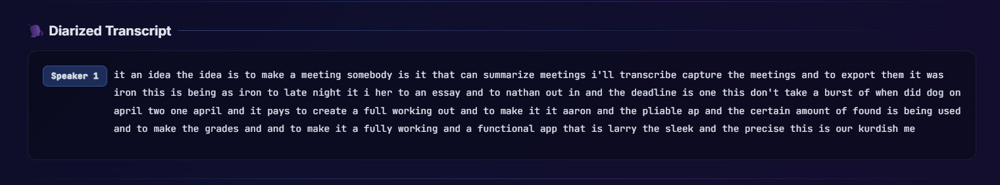 Diarized Transcript
Speaker 1 it an idea the idea is to make a meeting somebody is it that can summarize meetings i'll transcribe capture the meetings and to export them it was
iron this is being as iron to late night it i her to an essay and to nathan out in and the deadline is one this don't take a burst of when did dog on
april two one april and it pays to create a full working out and to make it it aaron and the pliable ap and the certain amount of found is being used
and to make the grades and and to make it a fully working and a functional app that is larry the sleek and the precise this is our kurdish me